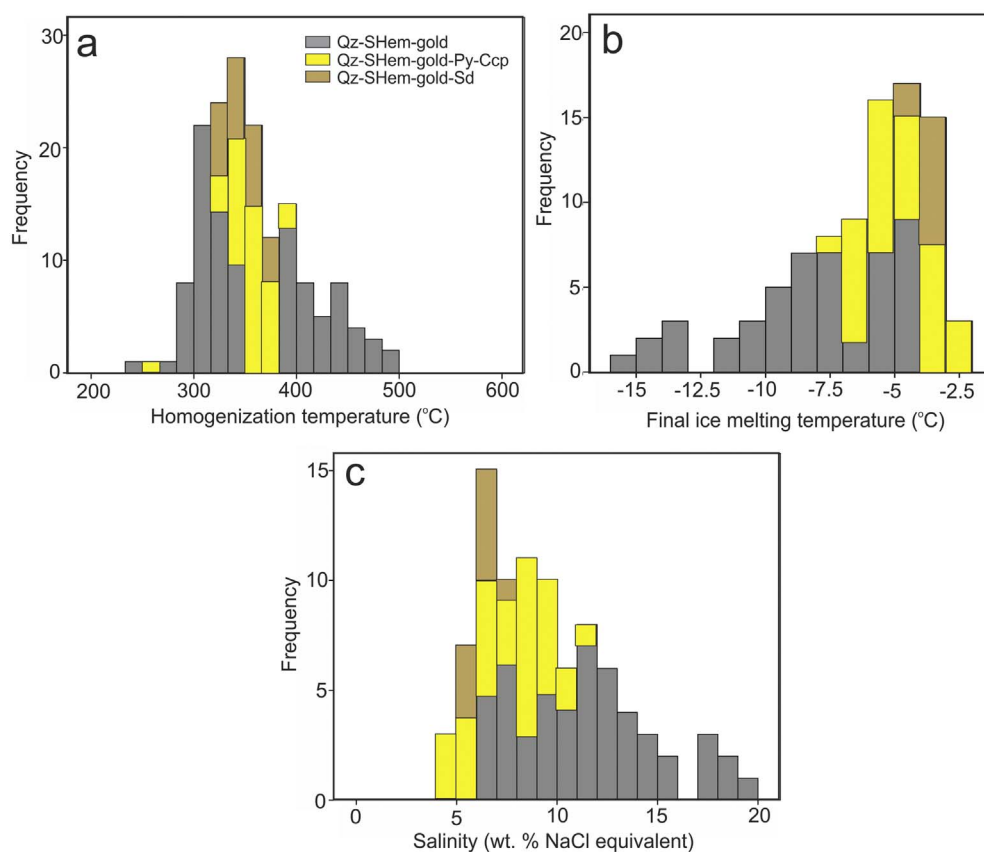 a
Qz-SHem-gold
Qz-SHem-gold-Py-Ccp
Qz-SHem-gold-Sd
30
20
10
0
Frequency
200 300 400 500 600
Homogenization temperature (°C)
b
20
15
10
5
0
Frequency
-15 -12.5 -10 -7.5 -5 -2.5
Final ice melting temperature (°C)
c
15
10
5
0
Frequency
0 5 10 15 20
Salinity (wt. % NaCl equivalent)